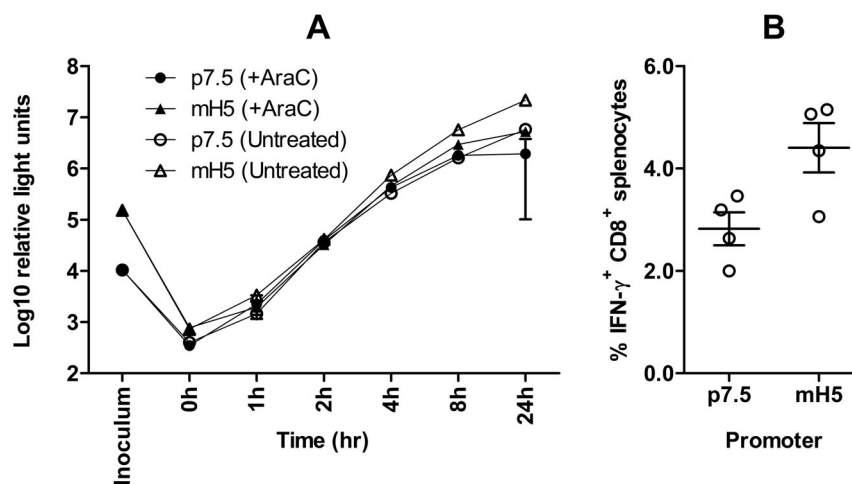 A
8
7
6
5
4
3
2
Log10 relative light units
p7.5 (+AraC)
mH5 (+AraC)
p7.5 (Untreated)
mH5 (Untreated)
Inoculum
0h
1h
2h
4h
8h
24h
Time (hr)
B
6.0
4.0
2.0
0.0
% IFN-γ+ CD8+ splenocytes
p7.5
mH5
Promoter